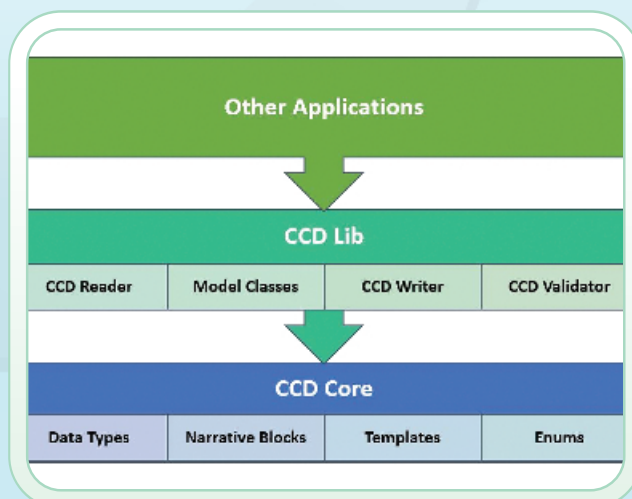 Other Applications
CCD Lib
CCD Reader Model Classes CCD Writer CCD Validator
CCD Core
Data Types Narrative Blocks Templates Enums